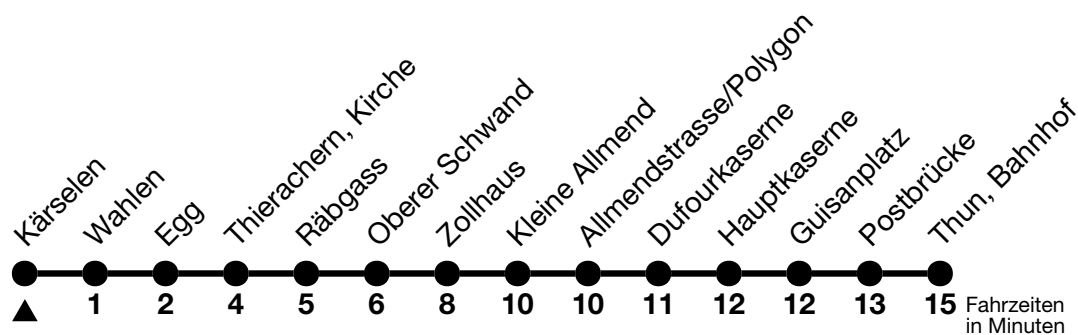 Kärselen
Wahlen
Egg
Thierachern, Kirche
Räbgass
Oberer Schwand
Zollhaus
Kleine Allmend
Allmendstrasse/Polygon
Dufourkaserne
Hauptkaserne
Guisanplatz
Postbrücke
Thun, Bahnhof
1 2 4 5 6 8 10 10 11 12 12 13 15 Fahrzeiten
in Minuten